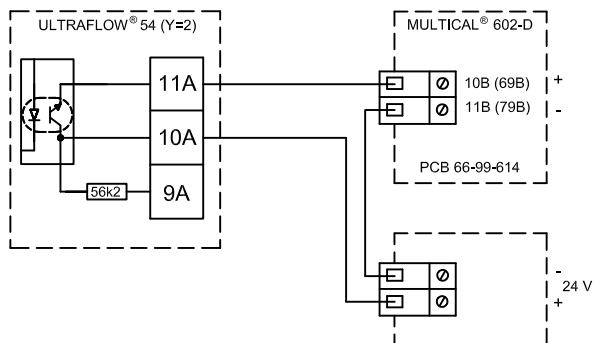 ULTRAFLOW® 54 (Y=2)
MULTICAL® 602-D
11A
10A
9A
56k2
10B (69B) +
11B (79B) -
PCB 66-99-614
-
24 V
+